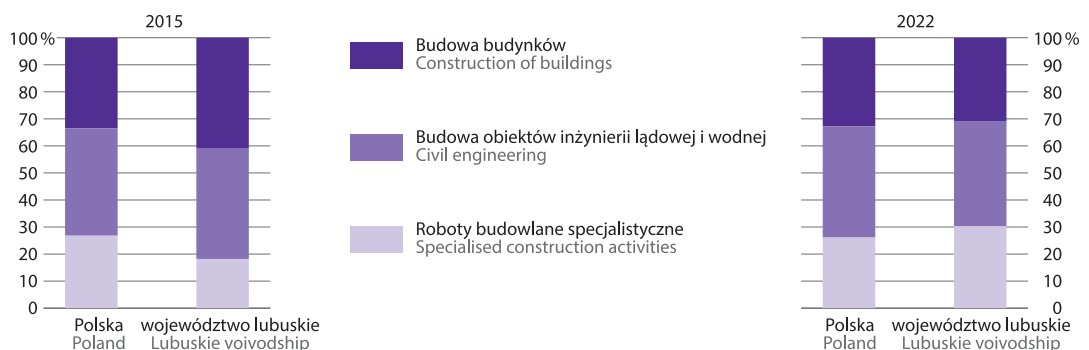 2015
100 %
90
80
70
60
50
40
30
20
10
0
Polska
Poland
województwo lubuskie
Lubuskie voivodship
Budowa budynków
Construction of buildings
Budowa obiektów inżynierii lądowej i wodnej
Civil engineering
Roboty budowlane specjalistyczne
Specialised construction activities
2022
100 %
90
80
70
60
50
40
30
20
10
0
Polska
Poland
województwo lubuskie
Lubuskie voivodship